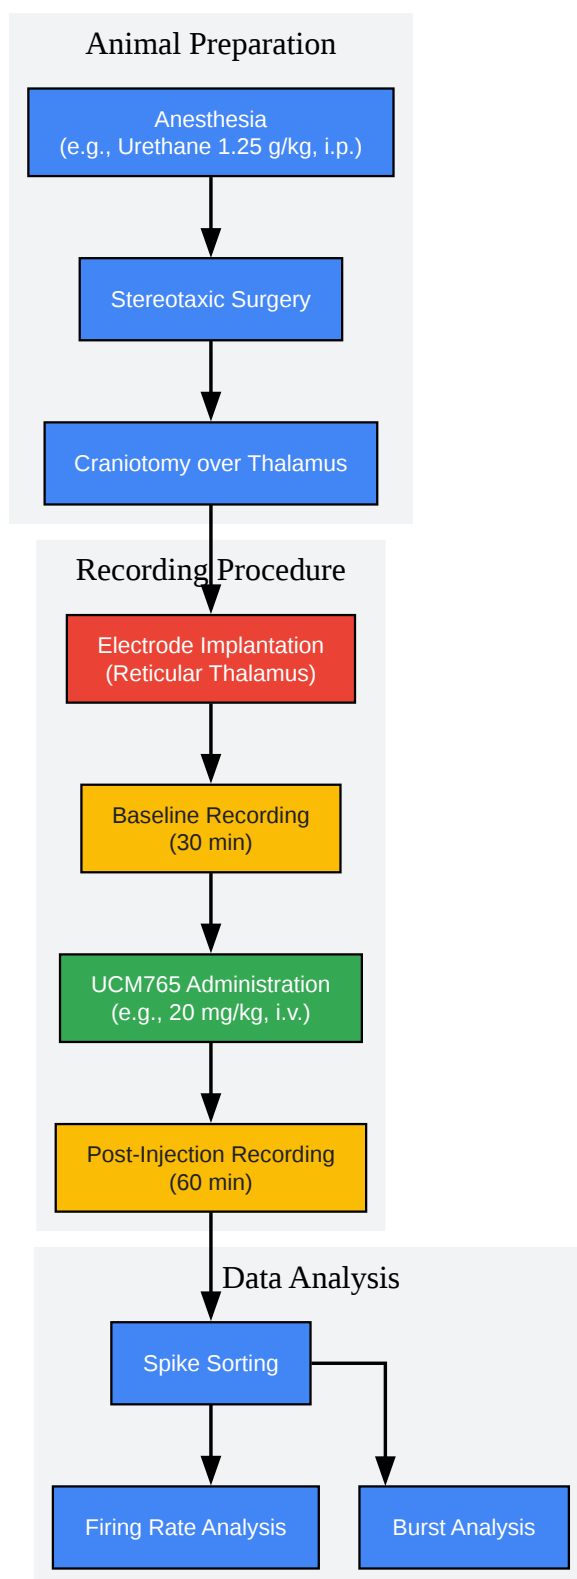 Animal Preparation
Anesthesia
(e.g., Urethane 1.25 g/kg, i.p.)
Stereotaxic Surgery
Craniotomy over Thalamus
Recording Procedure
Electrode Implantation
(Reticular Thalamus)
Baseline Recording
(30 min)
UCM765 Administration
(e.g., 20 mg/kg, i.v.)
Post-Injection Recording
(60 min)
Data Analysis
Spike Sorting
Firing Rate Analysis
Burst Analysis